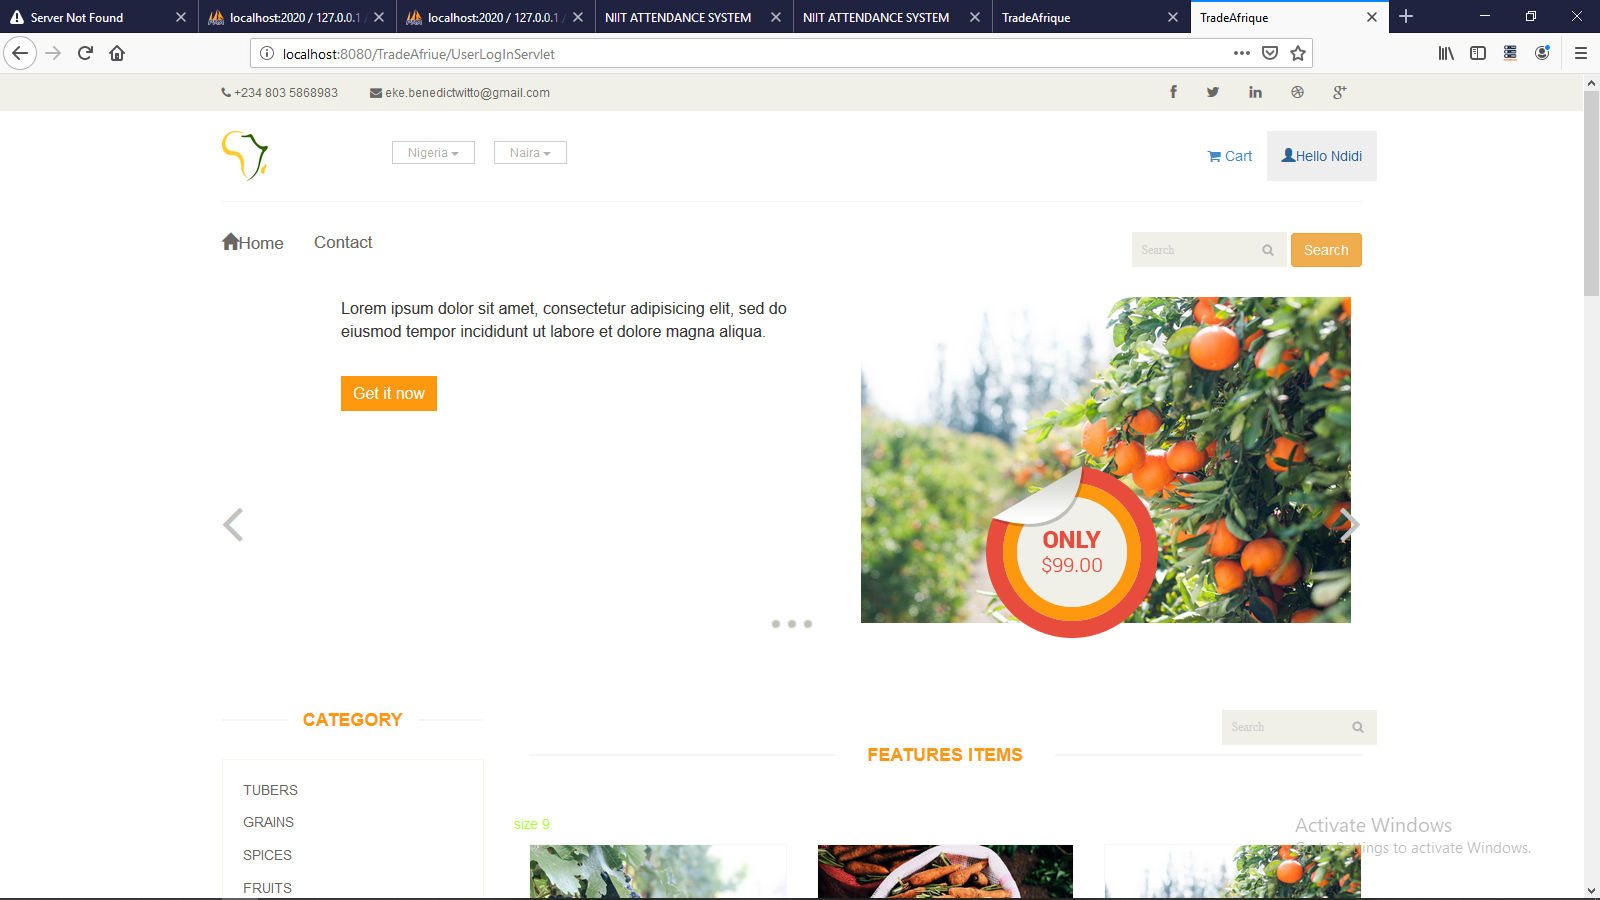 Server Not Found
localhost:2020 / 127.0.0.1 /
localhost:2020 / 127.0.0.1 /
NIIT ATTENDANCE SYSTEM
NIIT ATTENDANCE SYSTEM
TradeAfrique
TradeAfrique
localhost:8080/TradeAfriue/UserLogInServlet
+234 803 5868983
eke.benedictwitto@gmail.com
Nigeria
Naira
Cart
Hello Ndidi
Home
Contact
Search
Search
Lorem ipsum dolor sit amet, consectetur adipisicing elit, sed do
eiusmod tempor incididunt ut labore et dolore magna aliqua.
Get it now
ONLY
$99.00
CATEGORY
Search
FEATURES ITEMS
TUBERS
GRAINS
SPICES
FRUITS
size 9
Activate Windows
Go to Settings to activate Windows.